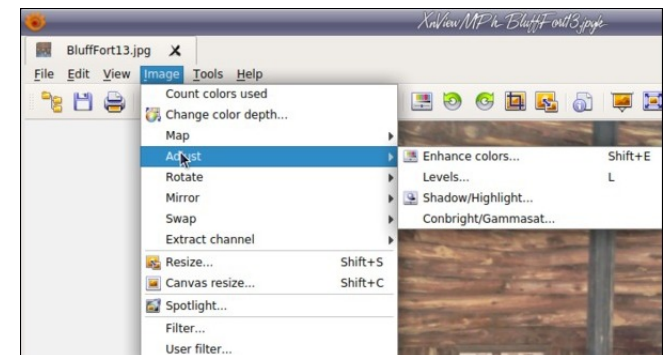 XnViewMP - BluffFort13.jpg
BluffFort13.jpg X
File Edit View Image Tools Help
Count colors used
Change color depth...
Map
Adjust
Rotate
Mirror
Swap
Extract channel
Resize... Shift+S
Canvas resize... Shift+C
Spotlight...
Filter...
User filter...
Enhance colors... Shift+E
Levels... L
Shadow/Highlight...
Conbright/Gammasat...